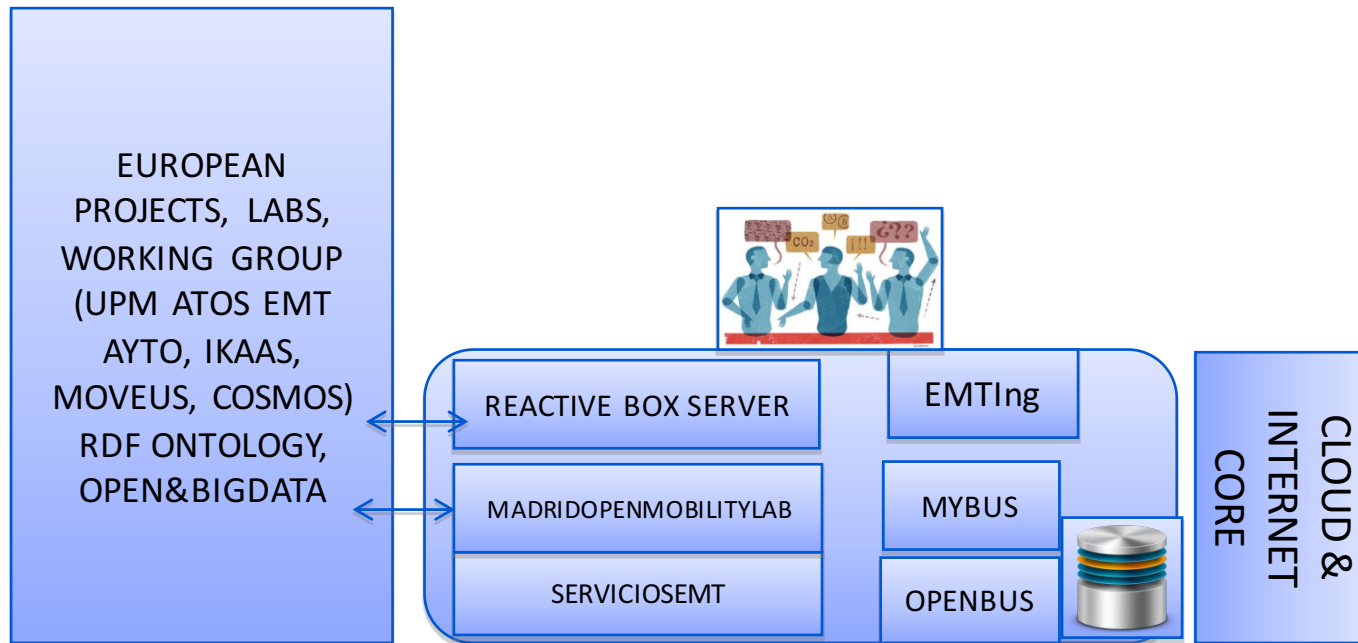 EUROPEAN
PROJECTS, LABS,
WORKING GROUP
(UPM ATOS EMT
AYTO, IKAAS,
MOVEUS, COSMOS)
RDF ONTOLOGY,
OPEN&BIGDATA
CO₂
A B
¡!!
¿??
REACTIVE BOX SERVER
EMTIng
MADRIDOPENMOBILITYLAB
MYBUS
SERVICIOSEMT
OPENBUS
CLOUD &
INTERNET
CORE